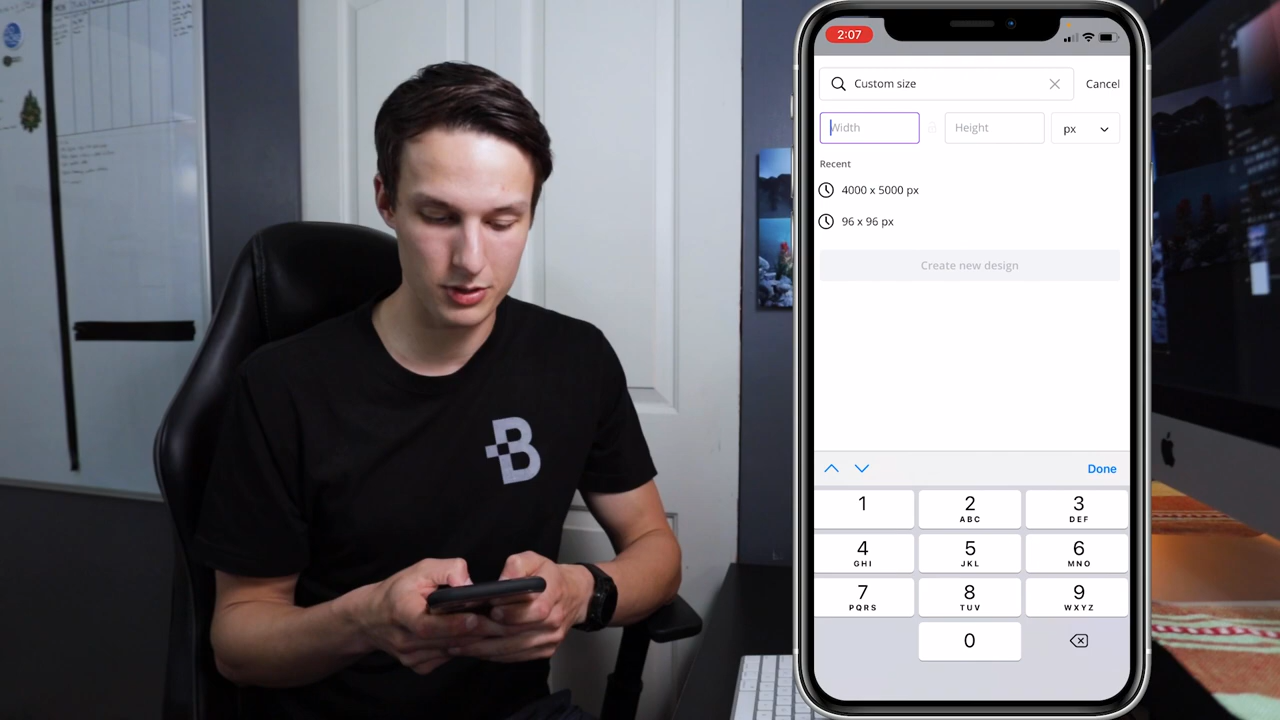 2:07
Custom size
Cancel
Width
Height
px
Recent
4000 x 5000 px
96 x 96 px
Create new design
Done
1
2
ABC
3
DEF
4
GHI
5
JKL
6
MNO
7
PQRS
8
TUV
9
WXYZ
0
B